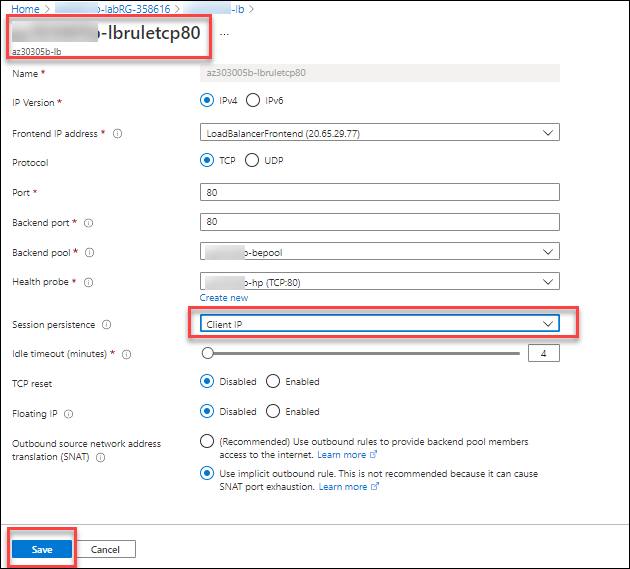 Home > -labRG-358616 > -lb >
-lbruletcp80 ...
az30305b-lb
Name * az303005b-lbruletcp80
IP Version * IPv4 IPv6
Frontend IP address * LoadBalancerFrontend (20.65.29.77)
Protocol TCP UDP
Port * 80
Backend port * 80
Backend pool * -bepool
Health probe * -hp (TCP:80)
Create new
Session persistence Client IP
Idle timeout (minutes) * 4
TCP reset Disabled Enabled
Floating IP Disabled Enabled
Outbound source network address
translation (SNAT)
(Recommended) Use outbound rules to provide backend pool members
access to the internet. Learn more
Use implicit outbound rule. This is not recommended because it can cause
SNAT port exhaustion. Learn more
Save Cancel